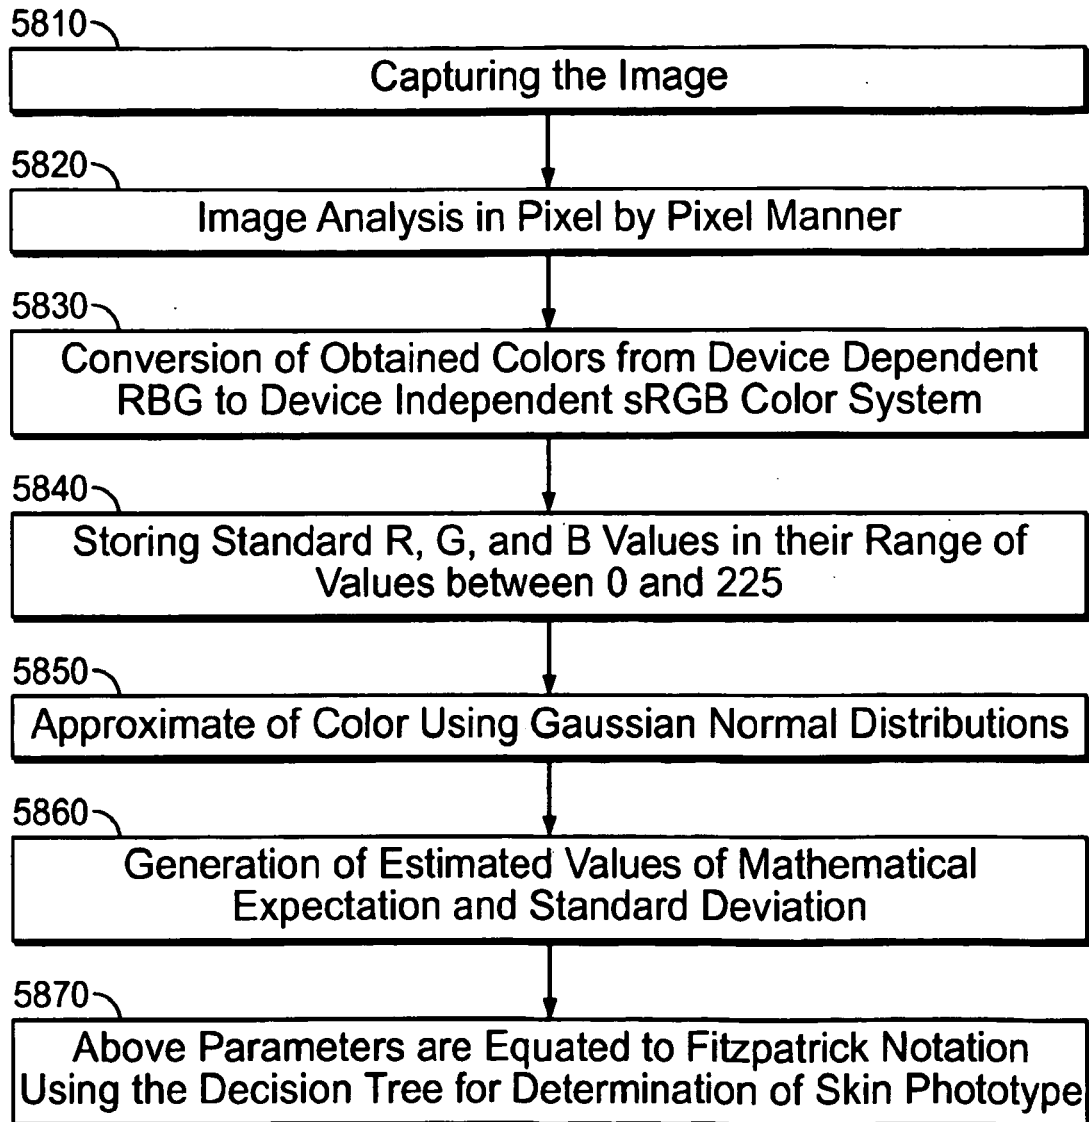 5810
Capturing the Image
5820
Image Analysis in Pixel by Pixel Manner
5830
Conversion of Obtained Colors from Device Dependent
RBG to Device Independent sRGB Color System
5840
Storing Standard R, G, and B Values in their Range of
Values between 0 and 225
5850
Approximate of Color Using Gaussian Normal Distributions
5860
Generation of Estimated Values of Mathematical
Expectation and Standard Deviation
5870
Above Parameters are Equated to Fitzpatrick Notation
Using the Decision Tree for Determination of Skin Phototype